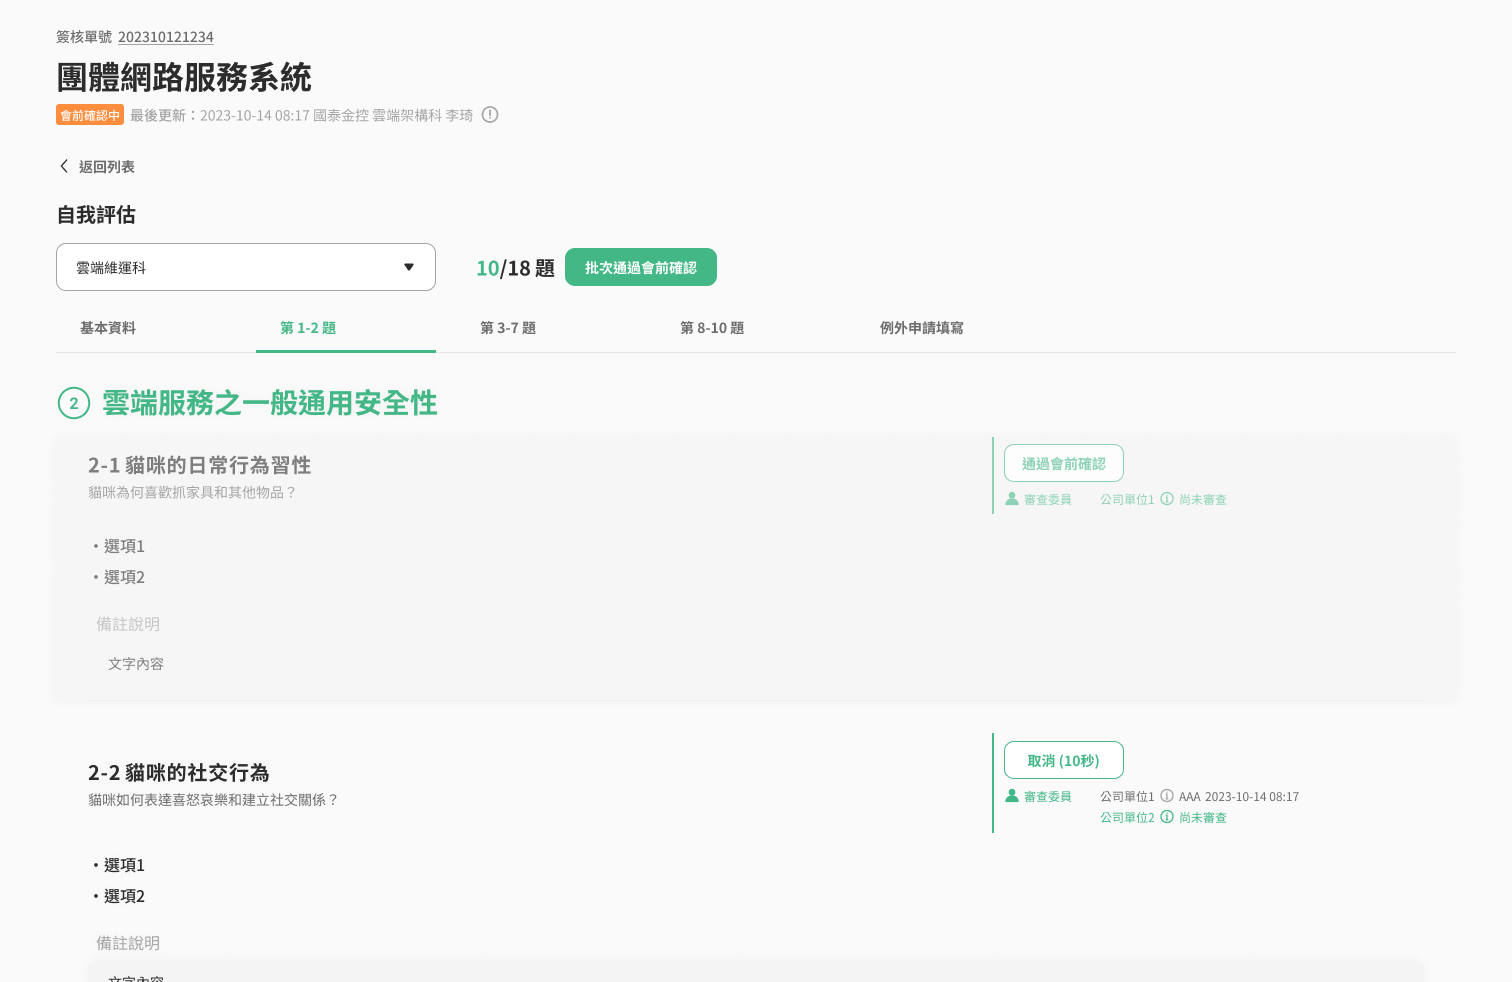 簽核單號 202310121234
團體網路服務系統
會前確認中 最後更新：2023-10-14 08:17 國泰金控 雲端架構科 李琦
返回列表
自我評估
雲端維運科
10/18 題 批次通過會前確認
基本資料 第 1-2 題 第 3-7 題 第 8-10 題 例外申請填寫
2 雲端服務之一般通用安全性
2-1 貓咪的日常行為習性
貓咪為何喜歡抓家具和其他物品？
通過會前確認
審查委員 公司單位1 尚未審查
・選項1
・選項2
備註說明
文字內容
2-2 貓咪的社交行為
貓咪如何表達喜怒哀樂和建立社交關係？
取消 (10秒)
審查委員 公司單位1 AAA 2023-10-14 08:17
公司單位2 尚未審查
・選項1
・選項2
備註說明
文字內容